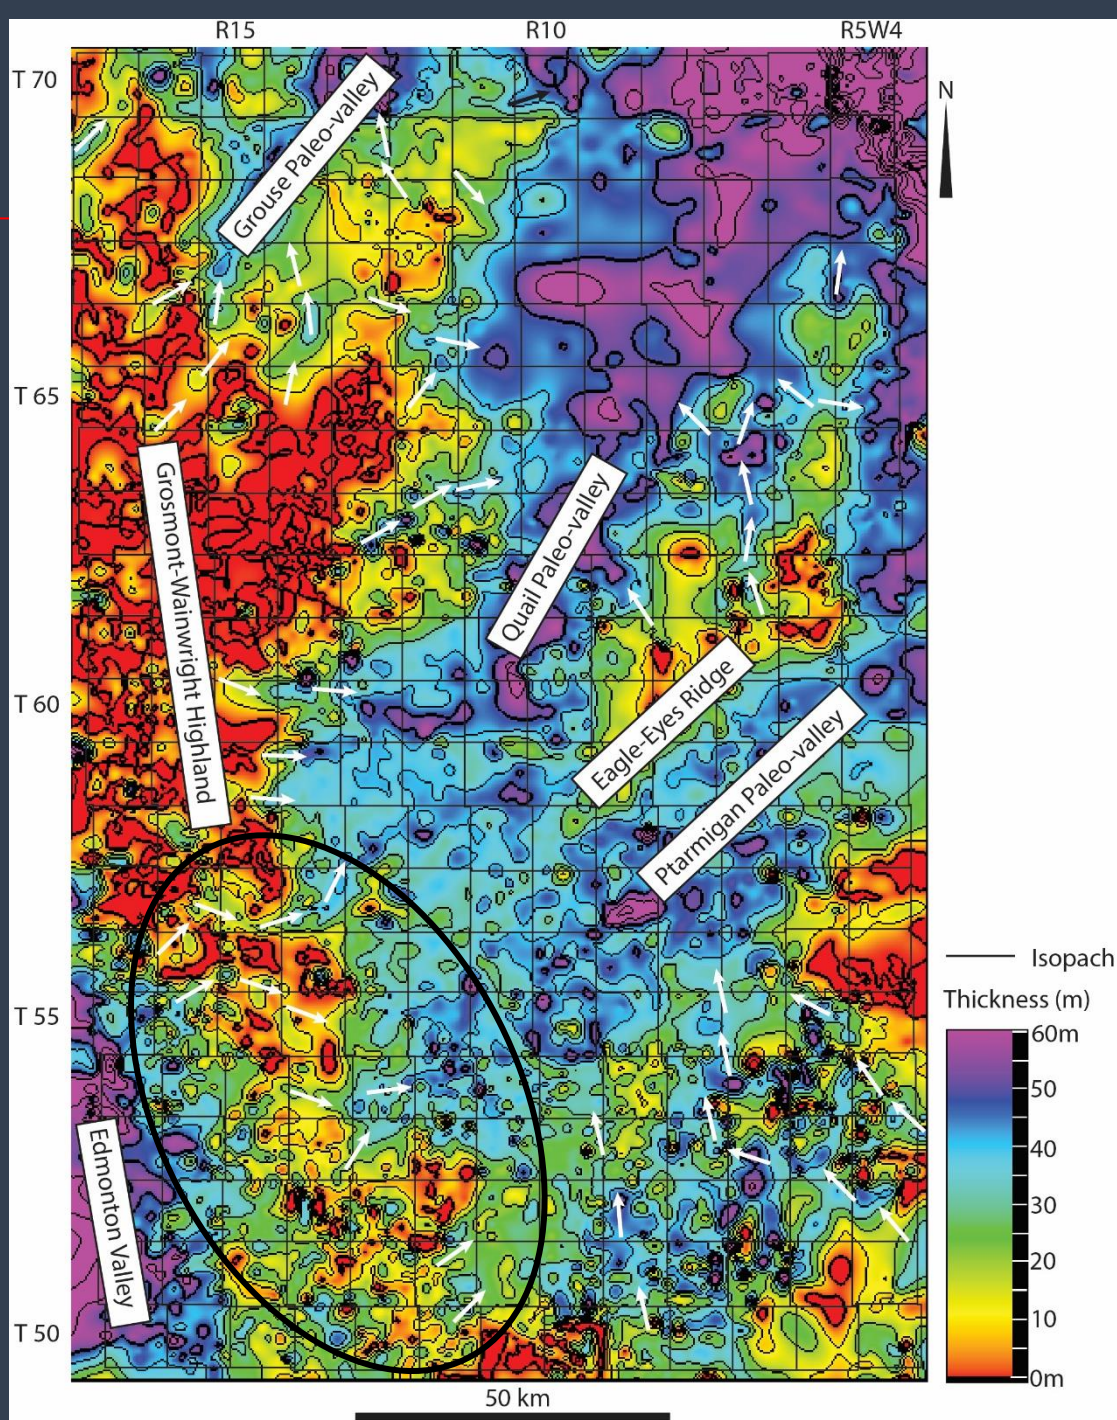 R15 R10 R5W4
T 70
N
Grouse Paleo-valley
T 65
Grosmont-Wainwright Highland
Quail Paleo-valley
T 60
Eagle-Eyes Ridge
Ptarmigan Paleo-valley
Isopach
Thickness (m)
T 55
60m
50
40
30
20
10
0m
Edmonton Valley
T 50
50 km